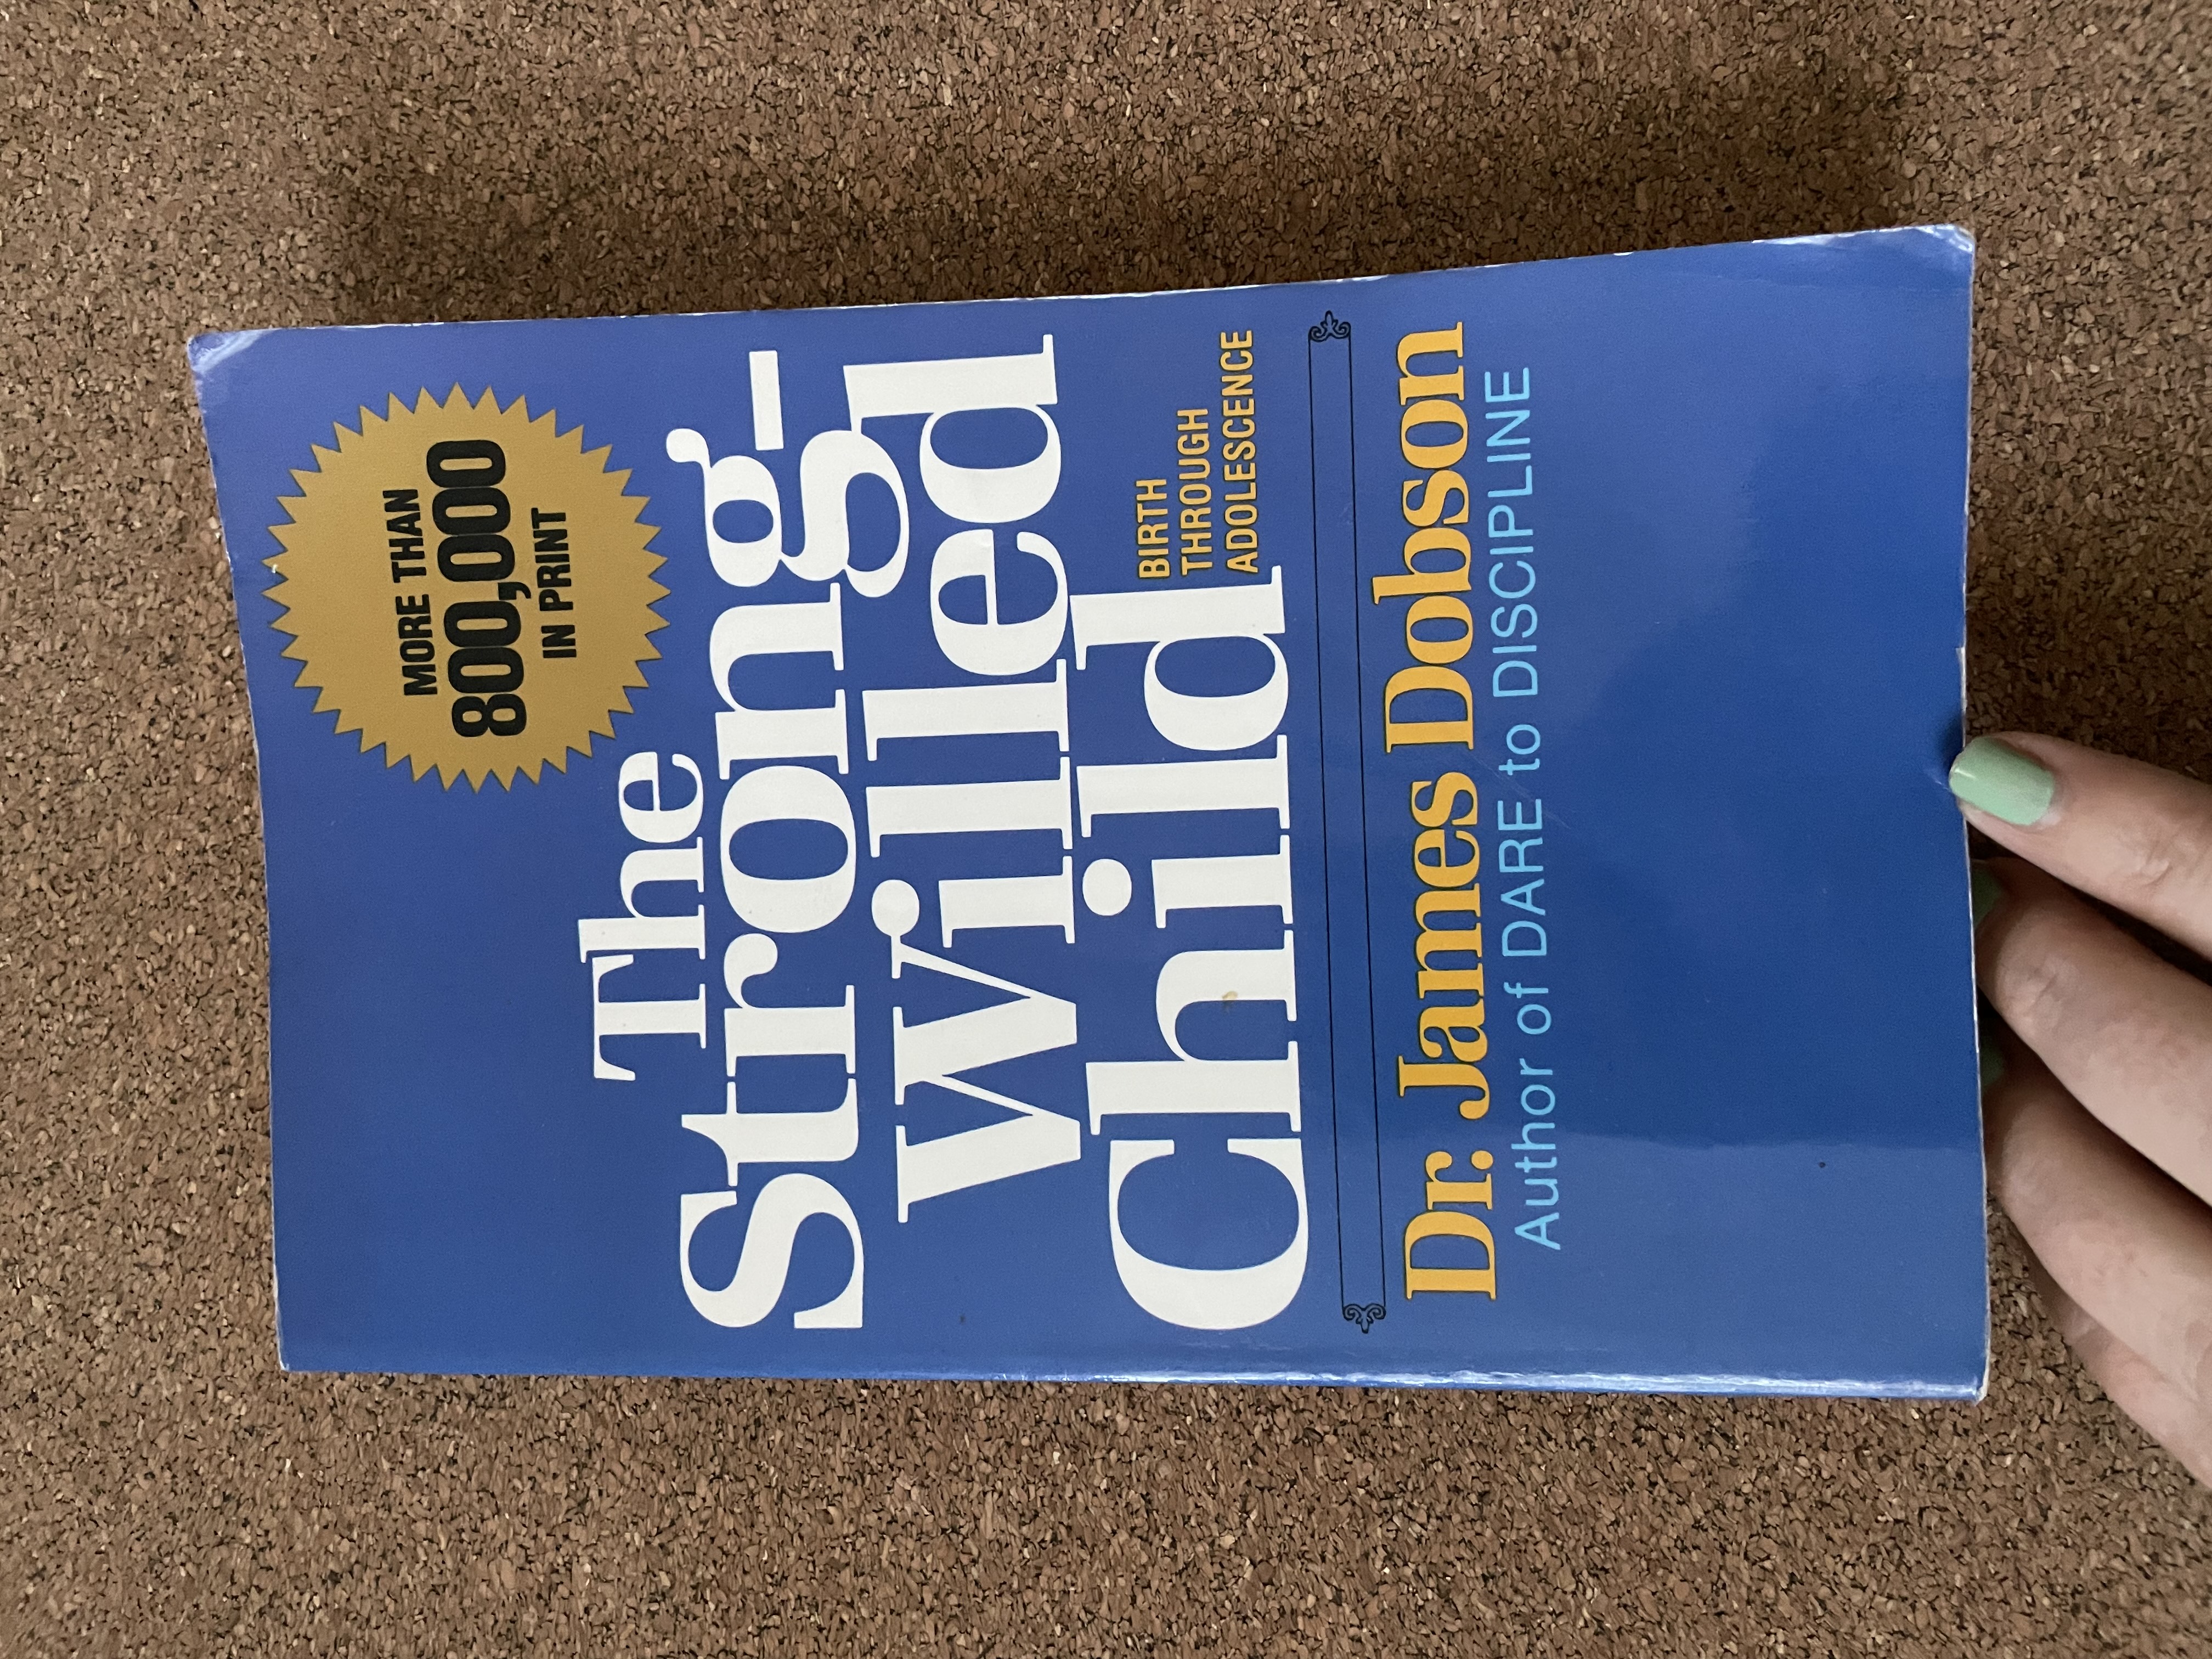 MORE THAN
800,000
IN PRINT
The
Strong-
Willed
Child
BIRTH
THROUGH
ADOLESCENCE
Dr. James Dobson
Author of DARE to DISCIPLINE